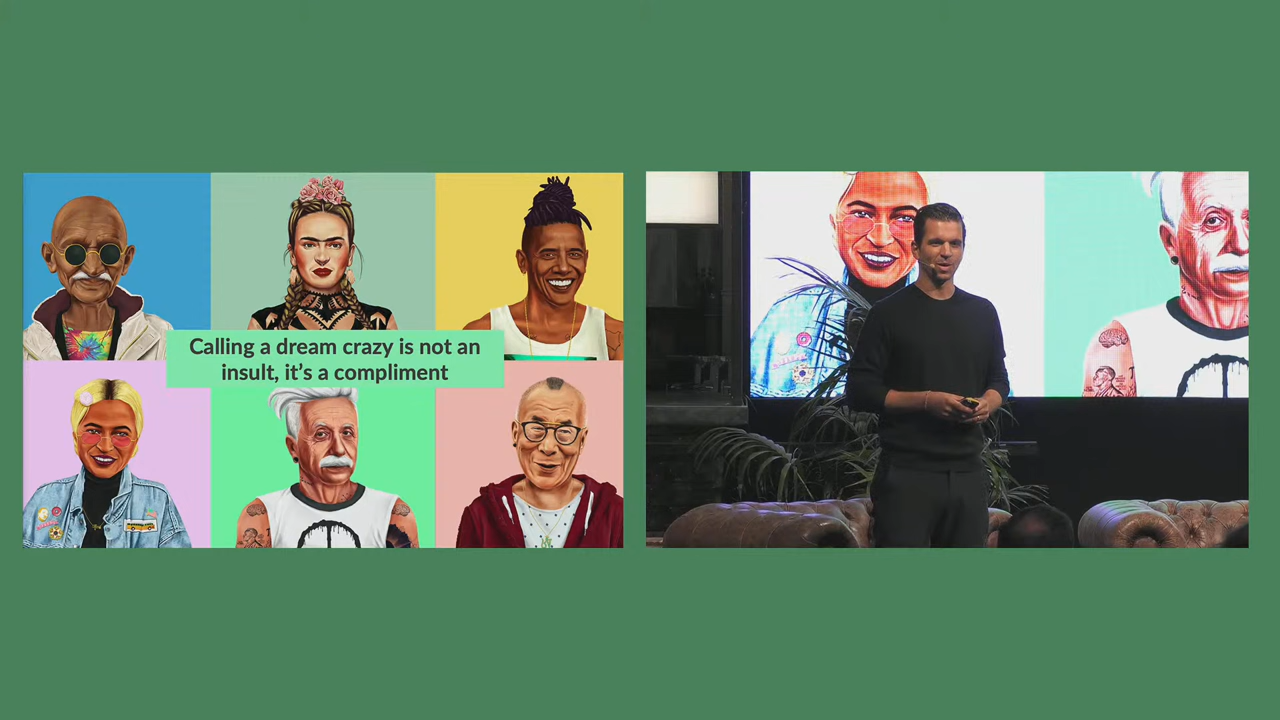 Calling a dream crazy is not an
insult, it’s a compliment